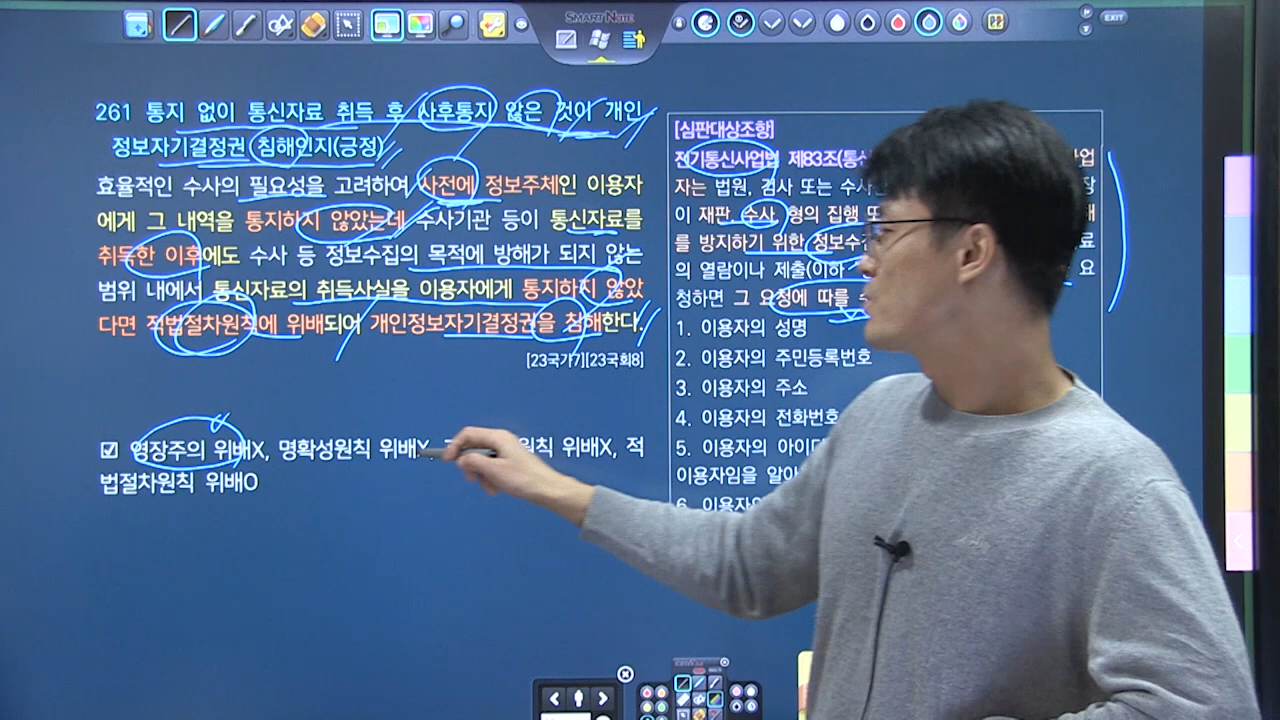 SMART NOTE
EXIT
261 통지 없이 통신자료 취득 후 사후통지 않은 것이 개인
정보자기결정권 침해인지(긍정)
효율적인 수사의 필요성을 고려하여 사전에 정보주체인 이용자
에게 그 내역을 통지하지 않았는데 수사기관 등이 통신자료를
취득한 이후에도 수사 등 정보수집의 목적에 방해가 되지 않는
범위 내에서 통신자료의 취득사실을 이용자에게 통지하지 않았
다면 적법절차원칙에 위배되어 개인정보자기결정권을 침해한다.
[23국가7][23국회8]
☑ 영장주의 위배X, 명확성원칙 위배X, 원칙 위배X, 적
법절차원칙 위배O
[심판대상조항]
전기통신사업법 제83조(통신 업
자는 법원, 검사 또는 수사 장
이 재판, 수사, 형의 집행 또
를 방지하기 위한 정보수 료
의 열람이나 제출(이하 요
청하면 그 요청에 따를 수
1. 이용자의 성명
2. 이용자의 주민등록번호
3. 이용자의 주소
4. 이용자의 전화번호
5. 이용자의 아이디
이용자임을 알아
6. 이용자의